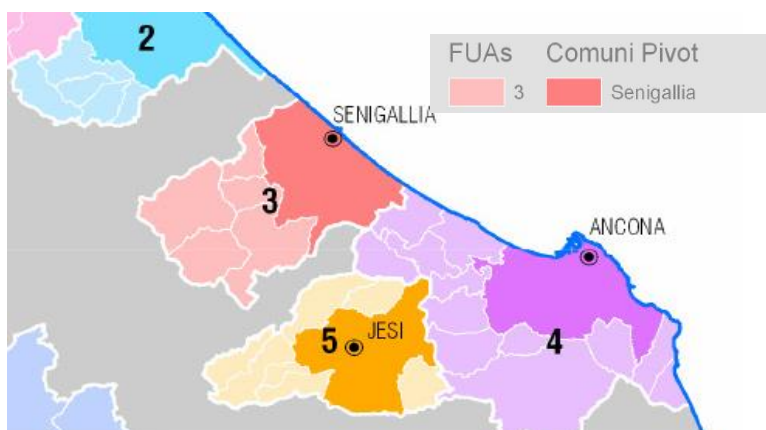 2
FUAs Comuni Pivot
3 Senigallia
SENIGALLIA
3
ANCONA
5 JESI
4